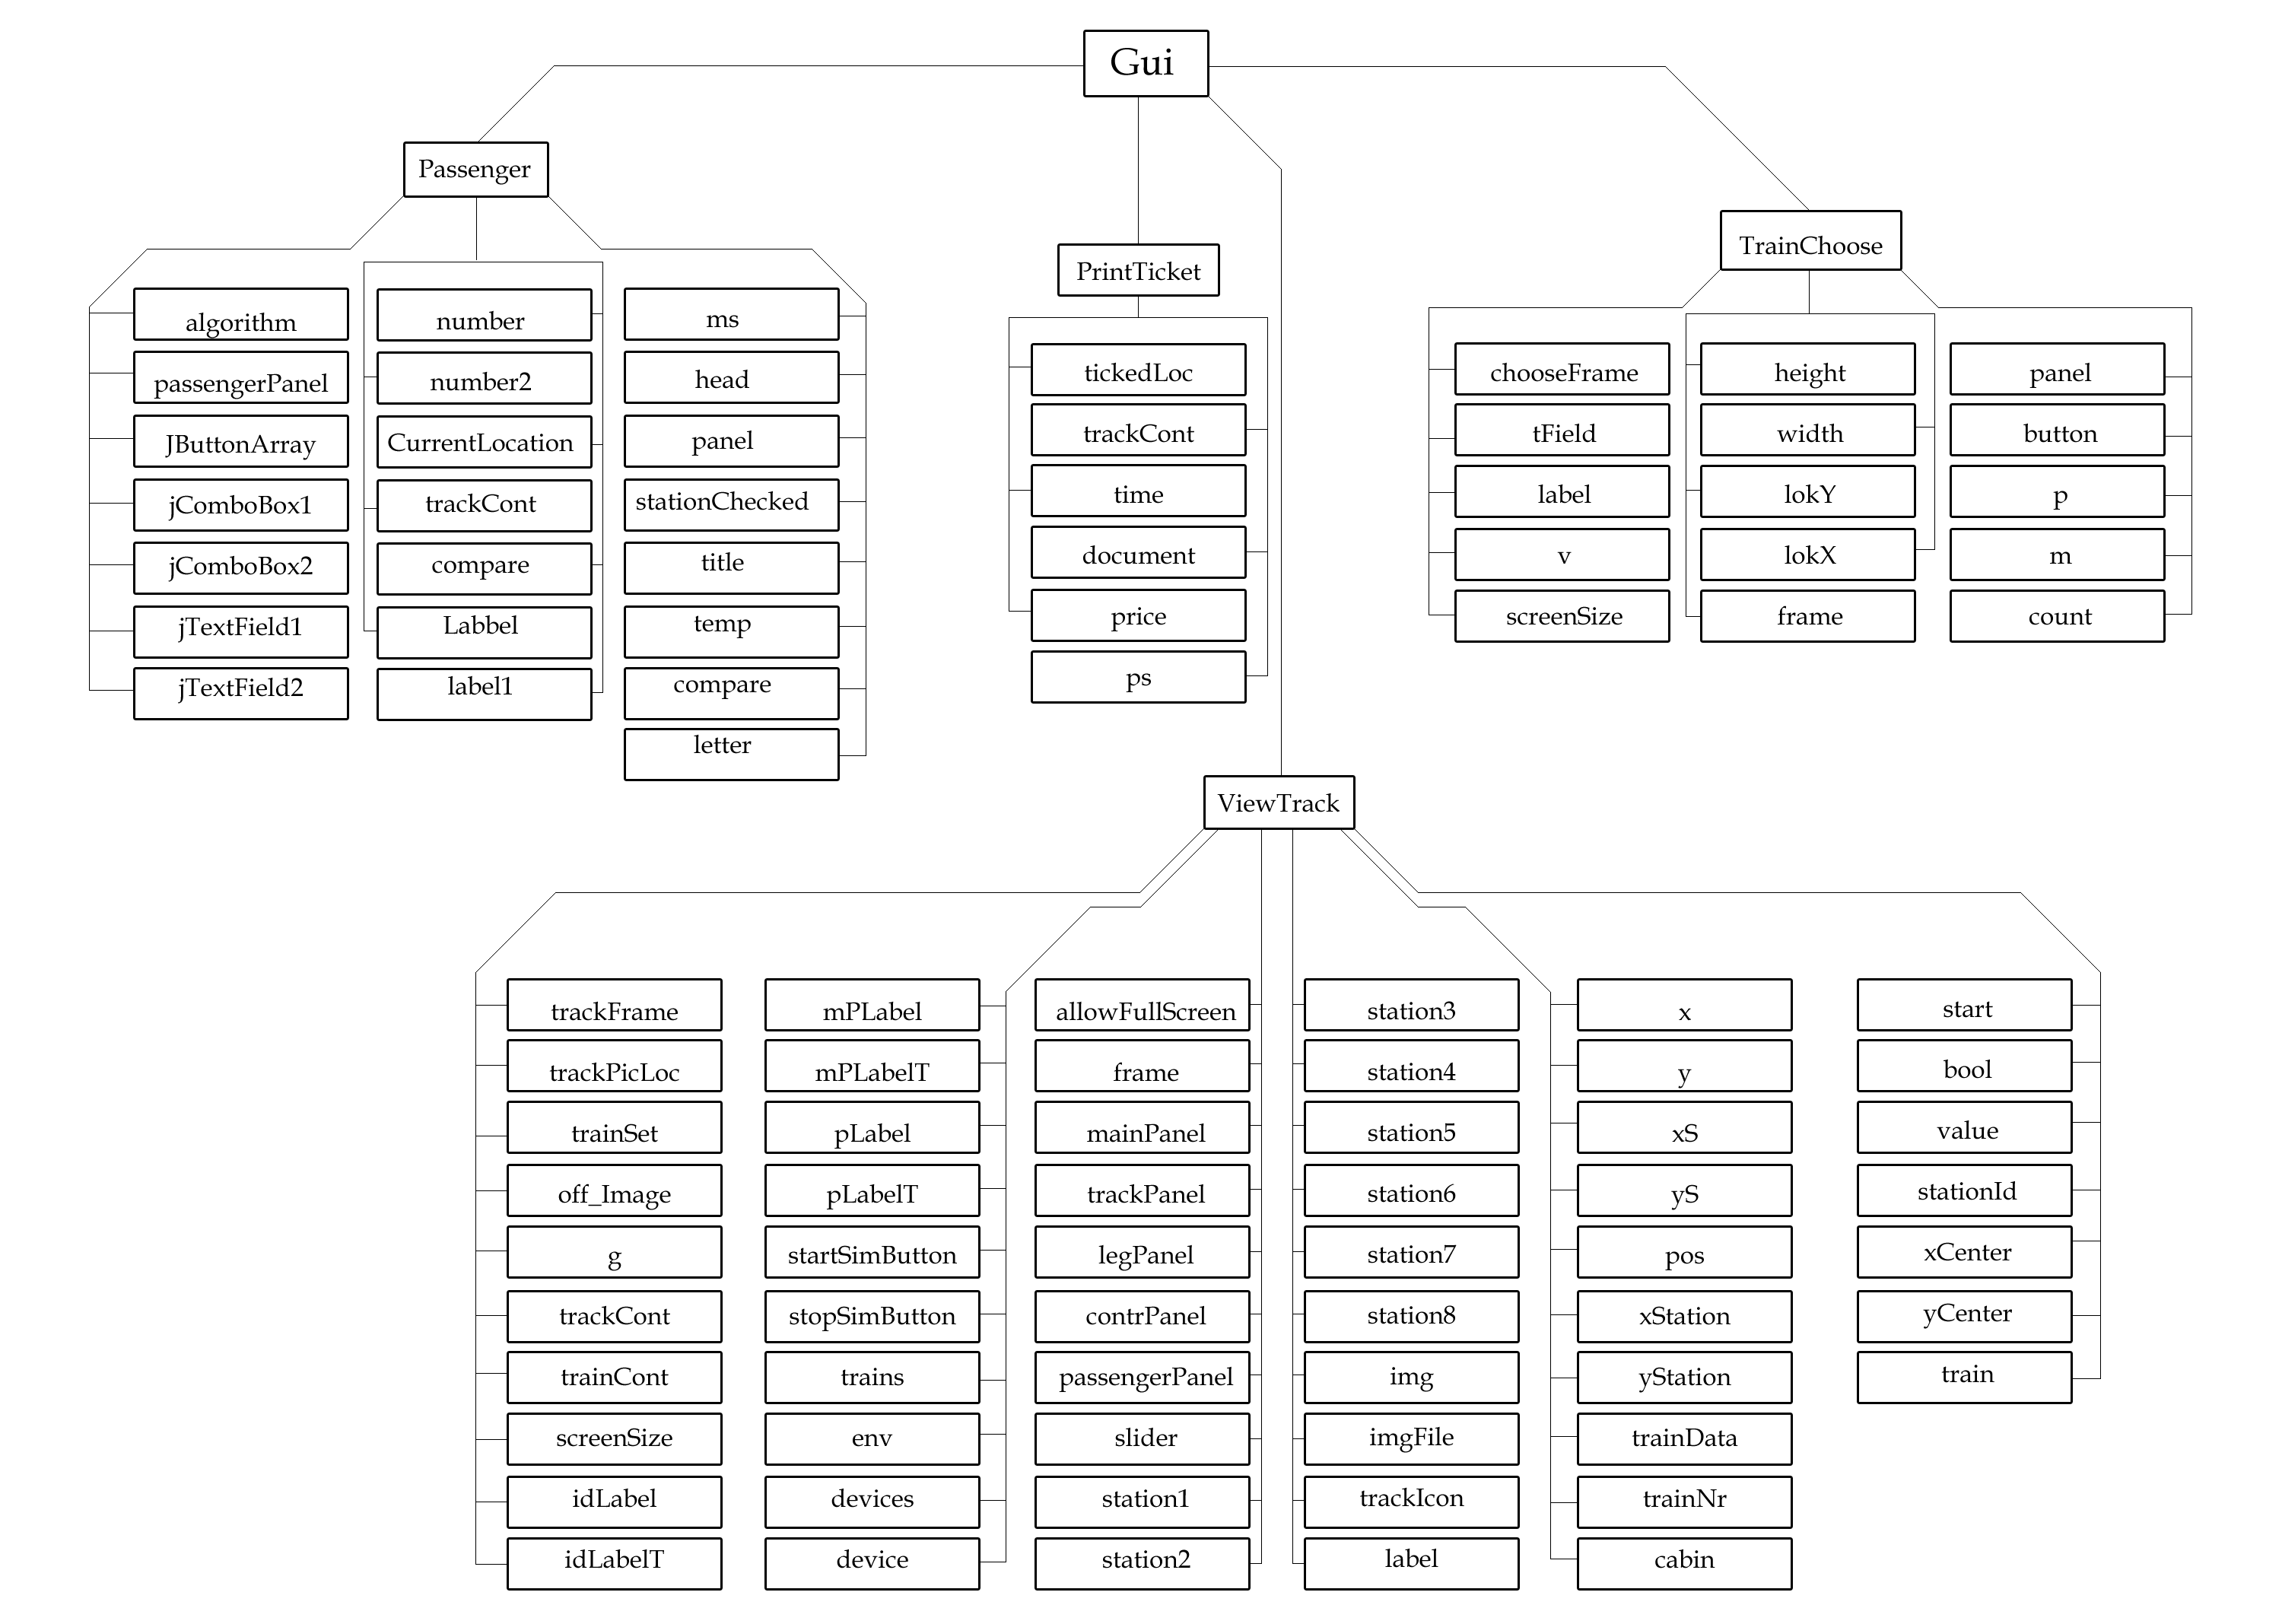 Gui
Passenger
algorithm
passengerPanel
JButtonArray
jComboBox1
jComboBox2
jTextField1
jTextField2
number
number2
CurrentLocation
trackCont
compare
Labbel
label1
ms
head
panel
stationChecked
title
temp
compare
letter
PrintTicket
tickedLoc
trackCont
time
document
price
ps
TrainChoose
chooseFrame
tField
label
v
screenSize
height
width
lokY
lokX
frame
panel
button
p
m
count
ViewTrack
trackFrame
trackPicLoc
trainSet
off_Image
g
trackCont
trainCont
screenSize
idLabel
idLabelT
mPLabel
mPLabelT
pLabel
pLabelT
startSimButton
stopSimButton
trains
env
devices
device
allowFullScreen
frame
mainPanel
trackPanel
legPanel
contrPanel
passengerPanel
slider
station1
station2
station3
station4
station5
station6
station7
station8
img
imgFile
trackIcon
label
x
y
xS
yS
pos
xStation
yStation
trainData
trainNr
cabin
start
bool
value
stationId
xCenter
yCenter
train